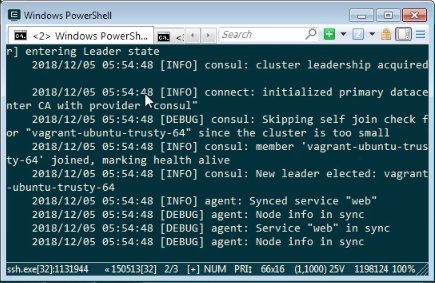 Windows PowerShell
<2> Windows PowerSh...
Search
r] entering Leader state
2018/12/05 05:54:48 [INFO] consul: cluster leadership acquired
2018/12/05 05:54:48 [INFO] connect: initialized primary datace
nter CA with provider "consul"
2018/12/05 05:54:48 [DEBUG] consul: Skipping self join check f
or "vagrant-ubuntu-trusty-64" since the cluster is too small
2018/12/05 05:54:48 [INFO] consul: member 'vagrant-ubuntu-trus
ty-64' joined, marking health alive
2018/12/05 05:54:48 [INFO] consul: New leader elected: vagrant
-ubuntu-trusty-64
2018/12/05 05:54:48 [INFO] agent: Synced service "web"
2018/12/05 05:54:48 [DEBUG] agent: Node info in sync
2018/12/05 05:54:48 [DEBUG] agent: Service "web" in sync
2018/12/05 05:54:48 [DEBUG] agent: Node info in sync
ssh.exe[32]:1131944 «150513[32] 2/3 [+] NUM PRI↕ 66x16 (1,1000) 25V 1198124 100%